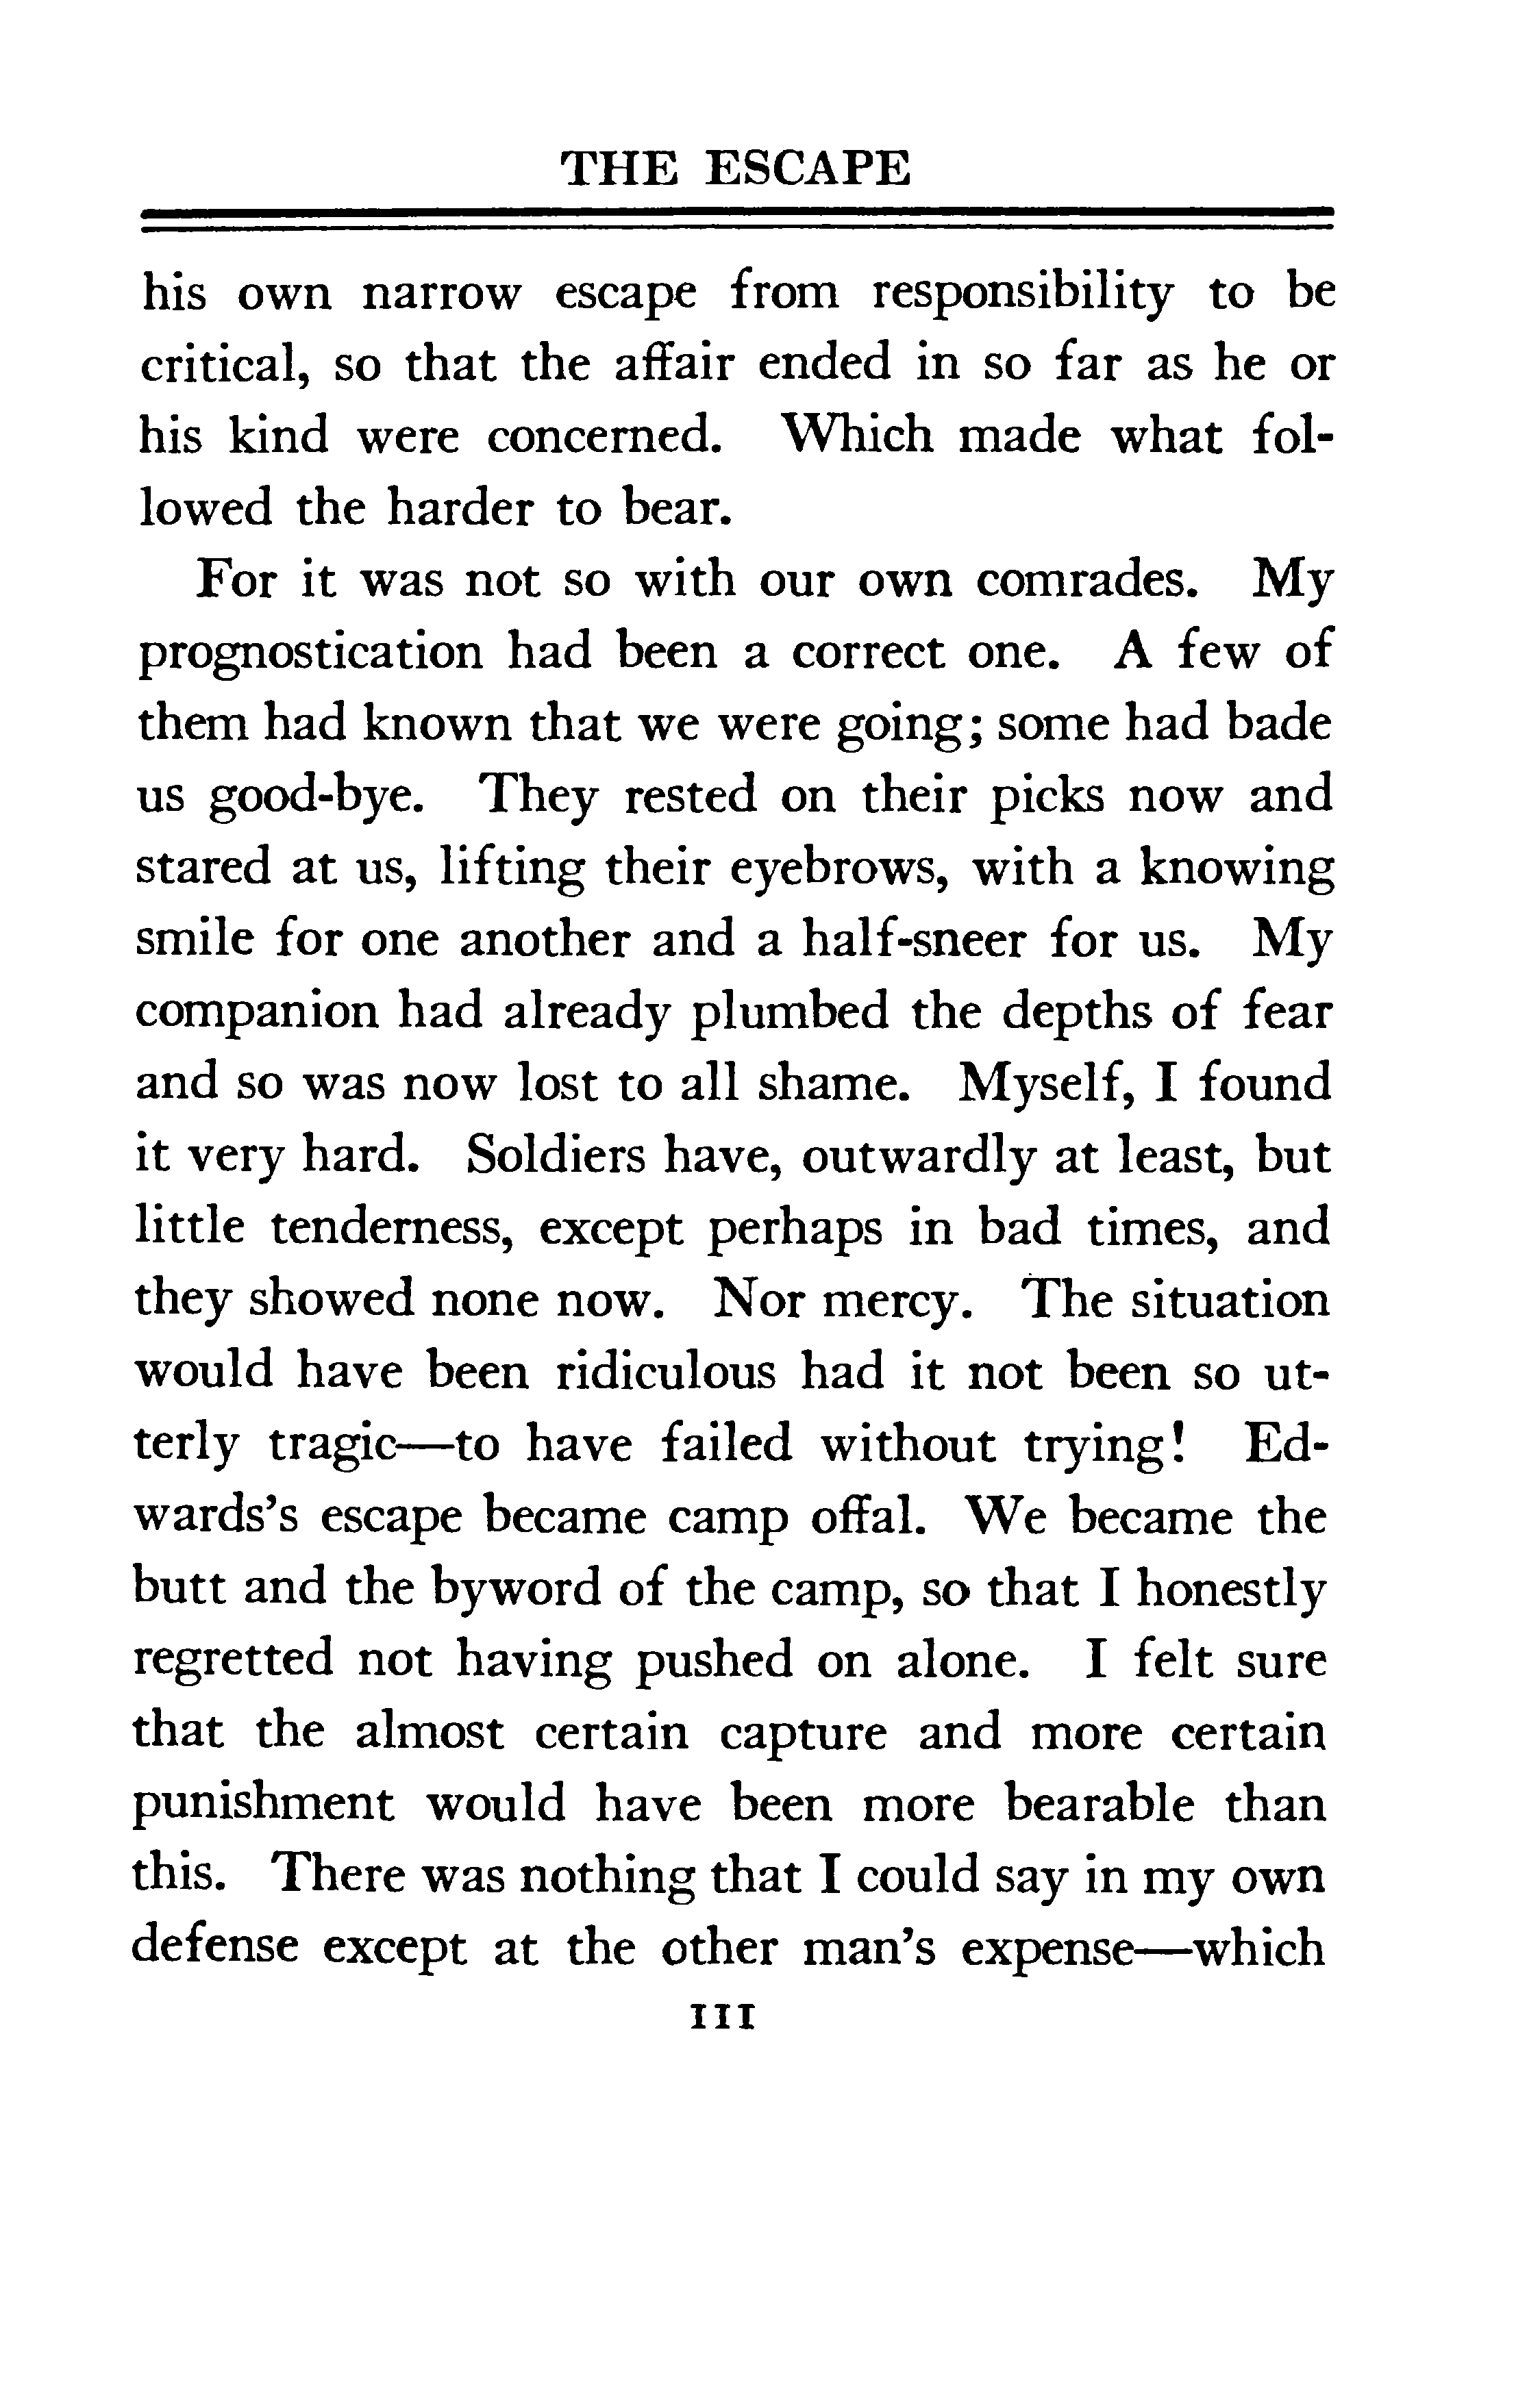 THE ESCAPE
his own narrow escape from responsibility to be
critical, so that the affair ended in so far as he or
his kind were concerned. Which made what fol-
lowed the harder to bear.
For it was not so with our own comrades. My
prognostication had been a correct one. A few of
them had known that we were going; some had bade
us good-bye. They rested on their picks now and
stared at us, lifting their eyebrows, with a knowing
smile for one another and a half-sneer for us. My
companion had already plumbed the depths of fear
and so was now lost to all shame. Myself, I found
it very hard. Soldiers have, outwardly at least, but
little tenderness, except perhaps in bad times, and
they showed none now. Nor mercy. The situation
would have been ridiculous had it not been so ut-
terly tragic—to have failed without trying! Ed-
wards's escape became camp offal. We became the
butt and the byword of the camp, so that I honestly
regretted not having pushed on alone. I felt sure
that the almost certain capture and more certain
punishment would have been more bearable than
this. There was nothing that I could say in my own
defense except at the other man's expense—which
111